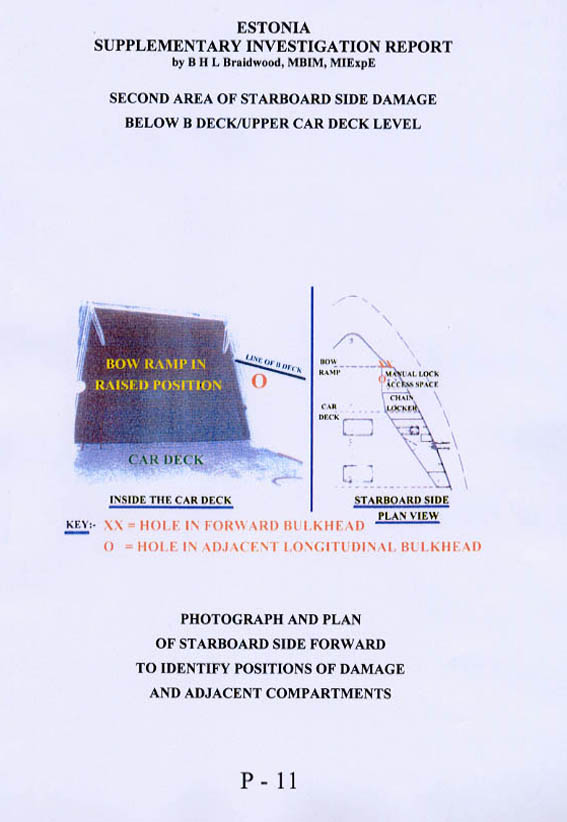 ESTONIA
SUPPLEMENTARY INVESTIGATION REPORT
by B H L Braidwood, MBIM, MIExpE
SECOND AREA OF STARBOARD SIDE DAMAGE
BELOW B DECK/UPPER CAR DECK LEVEL
BOW RAMP IN
RAISED POSITION
LINE OF B DECK
O
CAR DECK
INSIDE THE CAR DECK
BOW
RAMP
XX
O
MANUAL LOCK
ACCESS SPACE
CHAIN
LOCKER
CAR
DECK
STARBOARD SIDE
PLAN VIEW
KEY:- XX = HOLE IN FORWARD BULKHEAD
O = HOLE IN ADJACENT LONGITUDINAL BULKHEAD
PHOTOGRAPH AND PLAN
OF STARBOARD SIDE FORWARD
TO IDENTIFY POSITIONS OF DAMAGE
AND ADJACENT COMPARTMENTS
P - 11